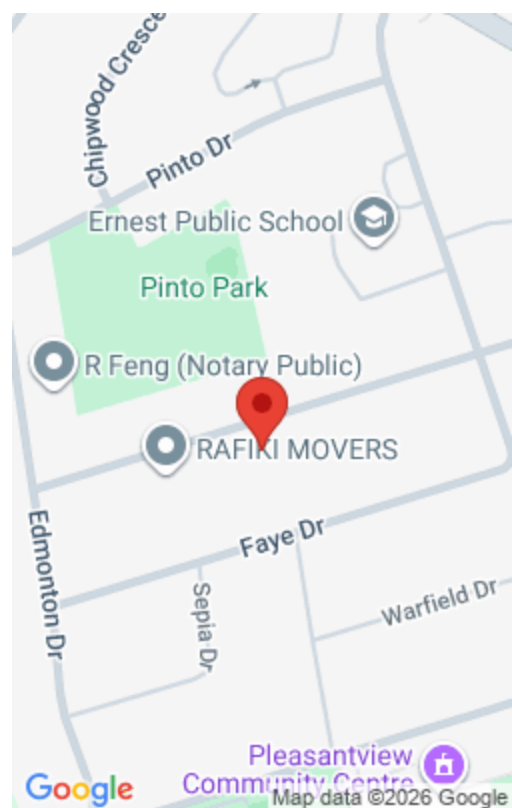 Chipwood Cresce
Pinto Dr
Ernest Public School
Pinto Park
R Feng (Notary Public)
RAFIKI MOVERS
Edmonton Dr
Faye Dr
Sepia Dr
Warfield Dr
Pleasantview
Community Centre
Google
Map data ©2026 Google